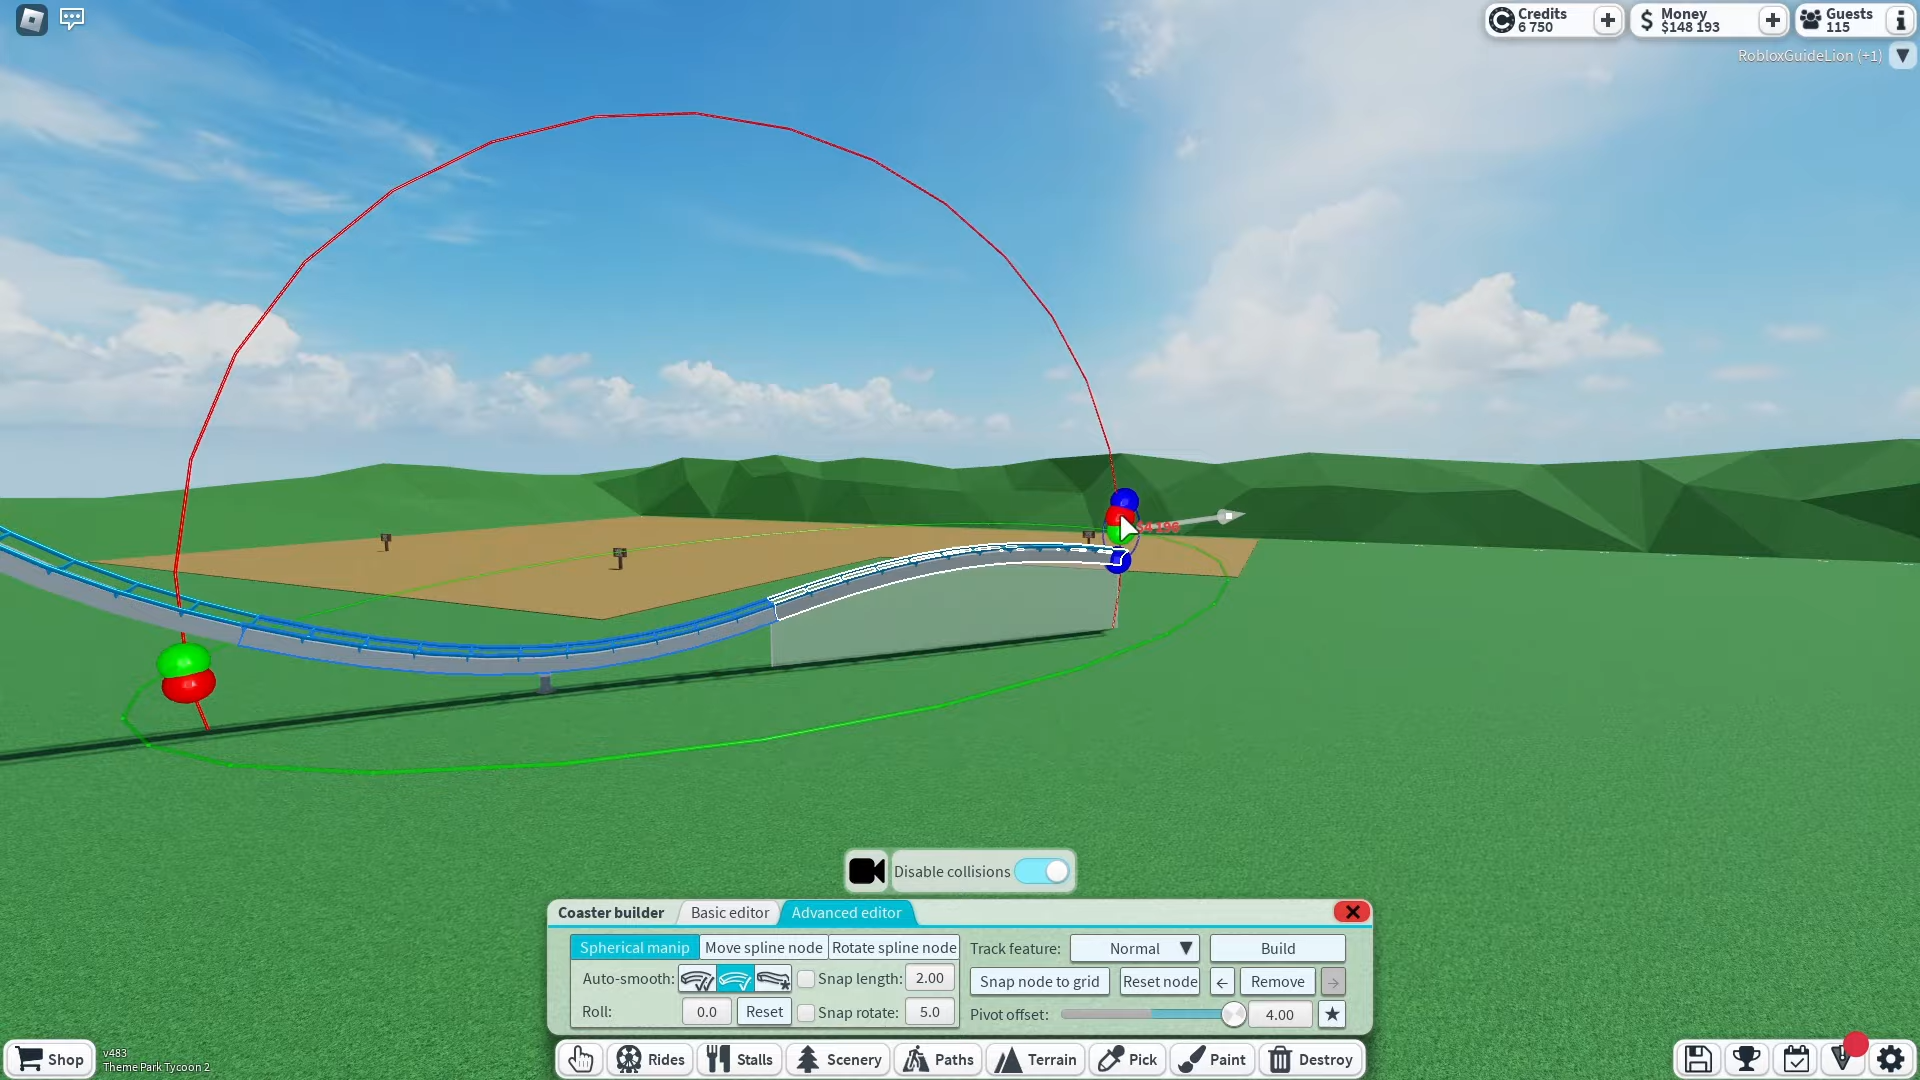 Credits
6 750
Money
$148 193
Guests
115
RobloxGuideLion (+1)
Disable collisions
Coaster builder
Basic editor
Advanced editor
Spherical manip
Move spline node
Rotate spline node
Track feature:
Normal
Build
Auto-smooth:
Snap length:
2.00
Snap node to grid
Reset node
Remove
Roll:
0.0
Reset
Snap rotate:
5.0
Pivot offset:
4.00
Shop
v483
Theme Park Tycoon 2
Rides
Stalls
Scenery
Paths
Terrain
Pick
Paint
Destroy